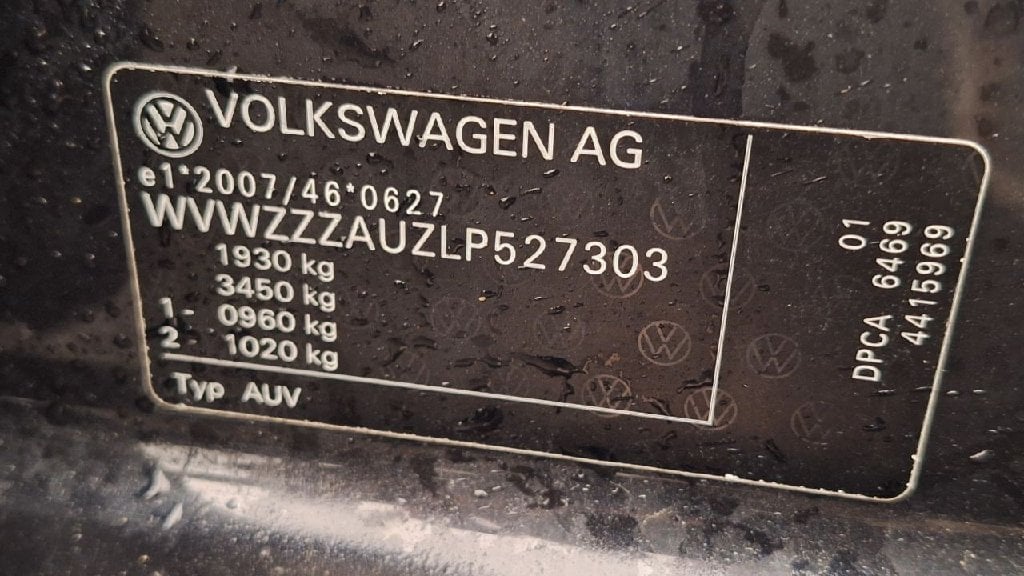 VOLKSWAGEN AG
e1*2007/46*0627
WVWZZZAUZLP527303
1930 kg
3450 kg
1 - 0960 kg
2 - 1020 kg
Typ AUV
01
DPCA 6469
4415969